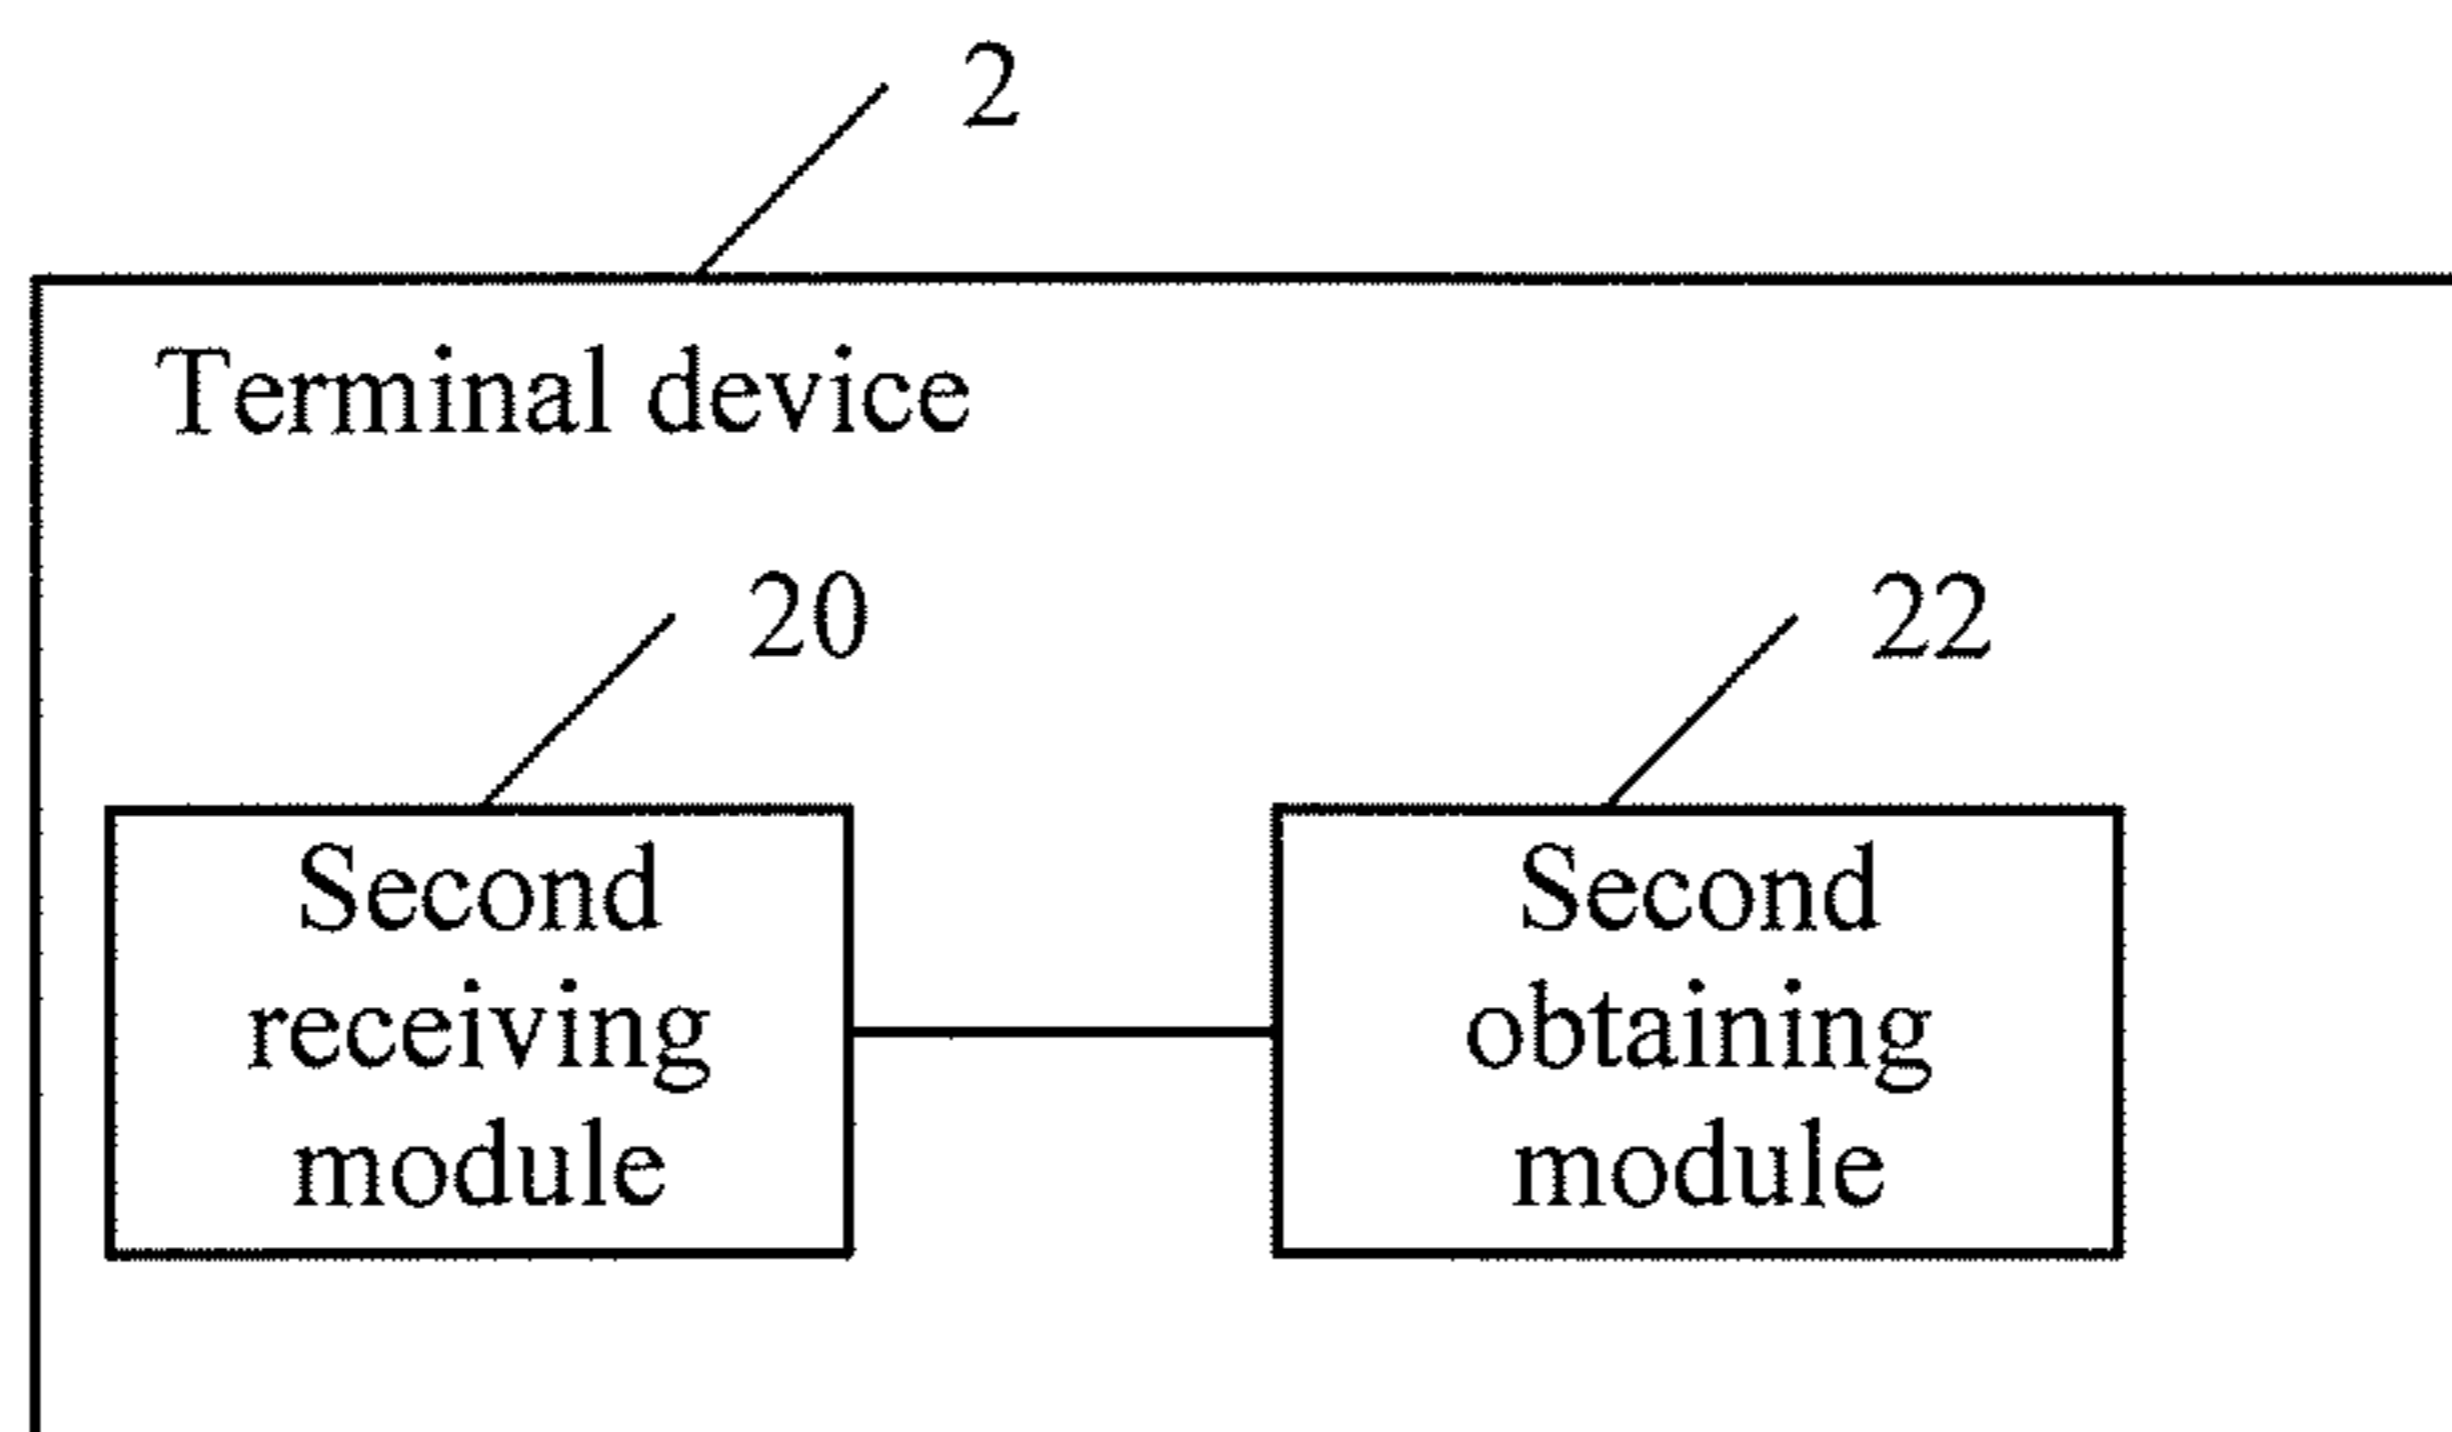 2
Terminal device
20
22
Second
receiving
module
Second
obtaining
module